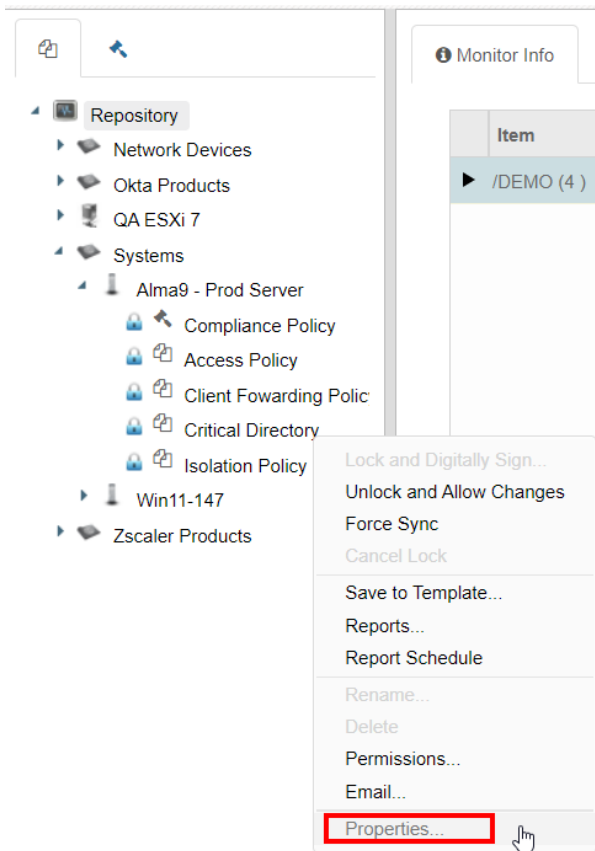 Monitor Info
Repository
Network Devices
Okta Products
QA ESXi 7
Systems
Alma9 - Prod Server
Compliance Policy
Access Policy
Client Fowarding Polic
Critical Directory
Isolation Policy
Win11-147
Zscaler Products
Item
/DEMO (4 )
Lock and Digitally Sign...
Unlock and Allow Changes
Force Sync
Cancel Lock
Save to Template...
Reports...
Report Schedule
Rename...
Delete
Permissions...
Email...
Properties...